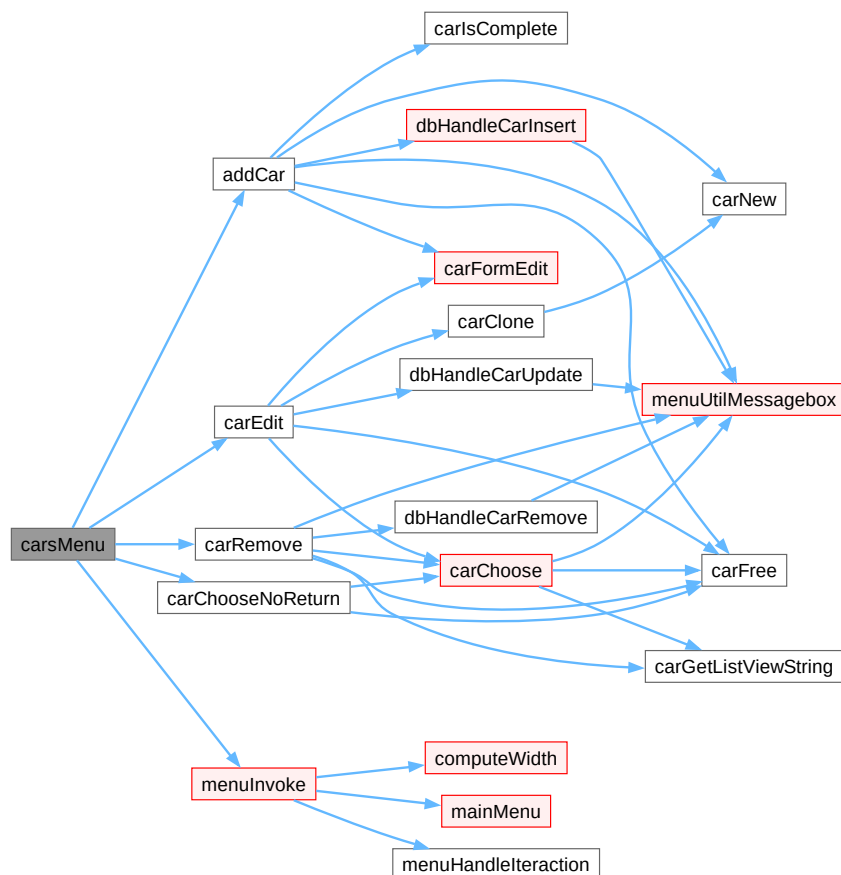 carIsComplete
dbHandleCarInsert
addCar
carNew
carFormEdit
carClone
dbHandleCarUpdate
menuUtilMessagebox
carEdit
dbHandleCarRemove
carsMenu
carRemove
carChoose
carFree
carChooseNoReturn
carGetListViewString
computeWidth
menuInvoke
mainMenu
menuHandleIteraction